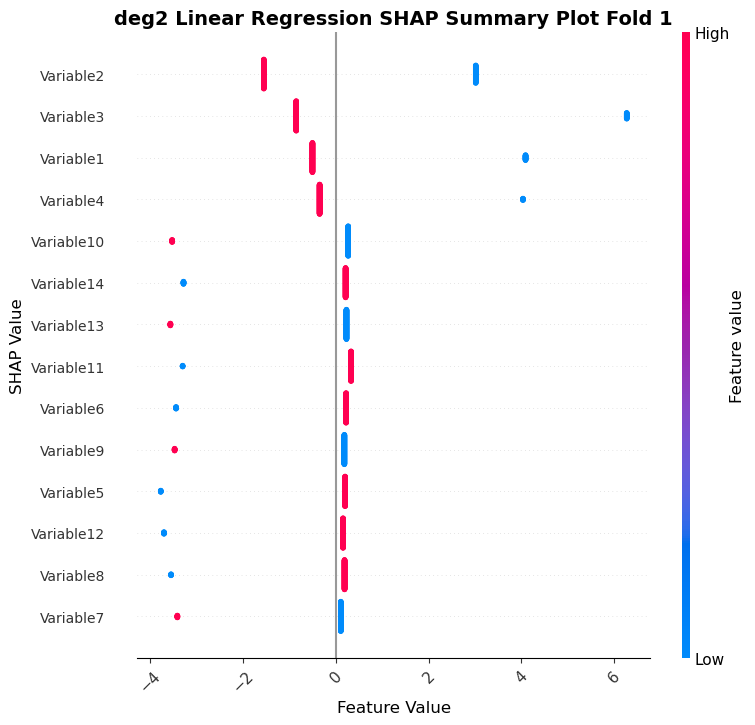 deg2 Linear Regression SHAP Summary Plot Fold 1
High
Variable2
Variable3
Variable1
Variable4
Variable10
Variable14
Variable13
Variable11
Variable6
Variable9
Variable5
Variable12
Variable8
Variable7
SHAP Value
Feature value
Low
−4 −2 0 2 4 6
Feature Value